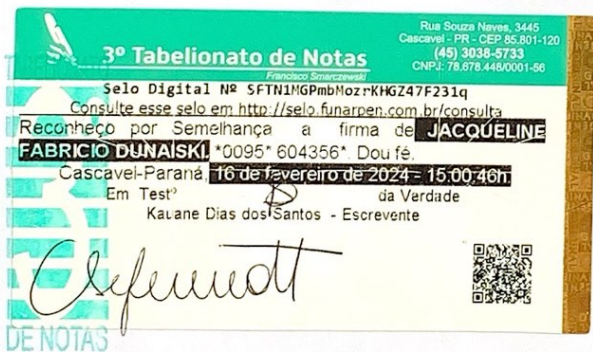 3º Tabelionato de Notas
Francisco Smarczewski
Rua Souza Naves, 3445
Cascavel - PR - CEP 85.801-120
(45) 3038-5733
CNPJ: 78.678.448/0001-56
Selo Digital Nº SFTN1MGPmbMozrKHGZ47F231q
Consulte esse selo em http://selo.funarpen.com.br/consulta
Reconheço por Semelhança a firma de JACQUELINE
FABRICIO DUNAISKI. *0095* 604356*. Dou fé.
Cascavel-Paraná, 16 de fevereiro de 2024 - 15:00:46h.
Em Testº da Verdade
Kauane Dias dos Santos - Escrevente
DE NOTAS